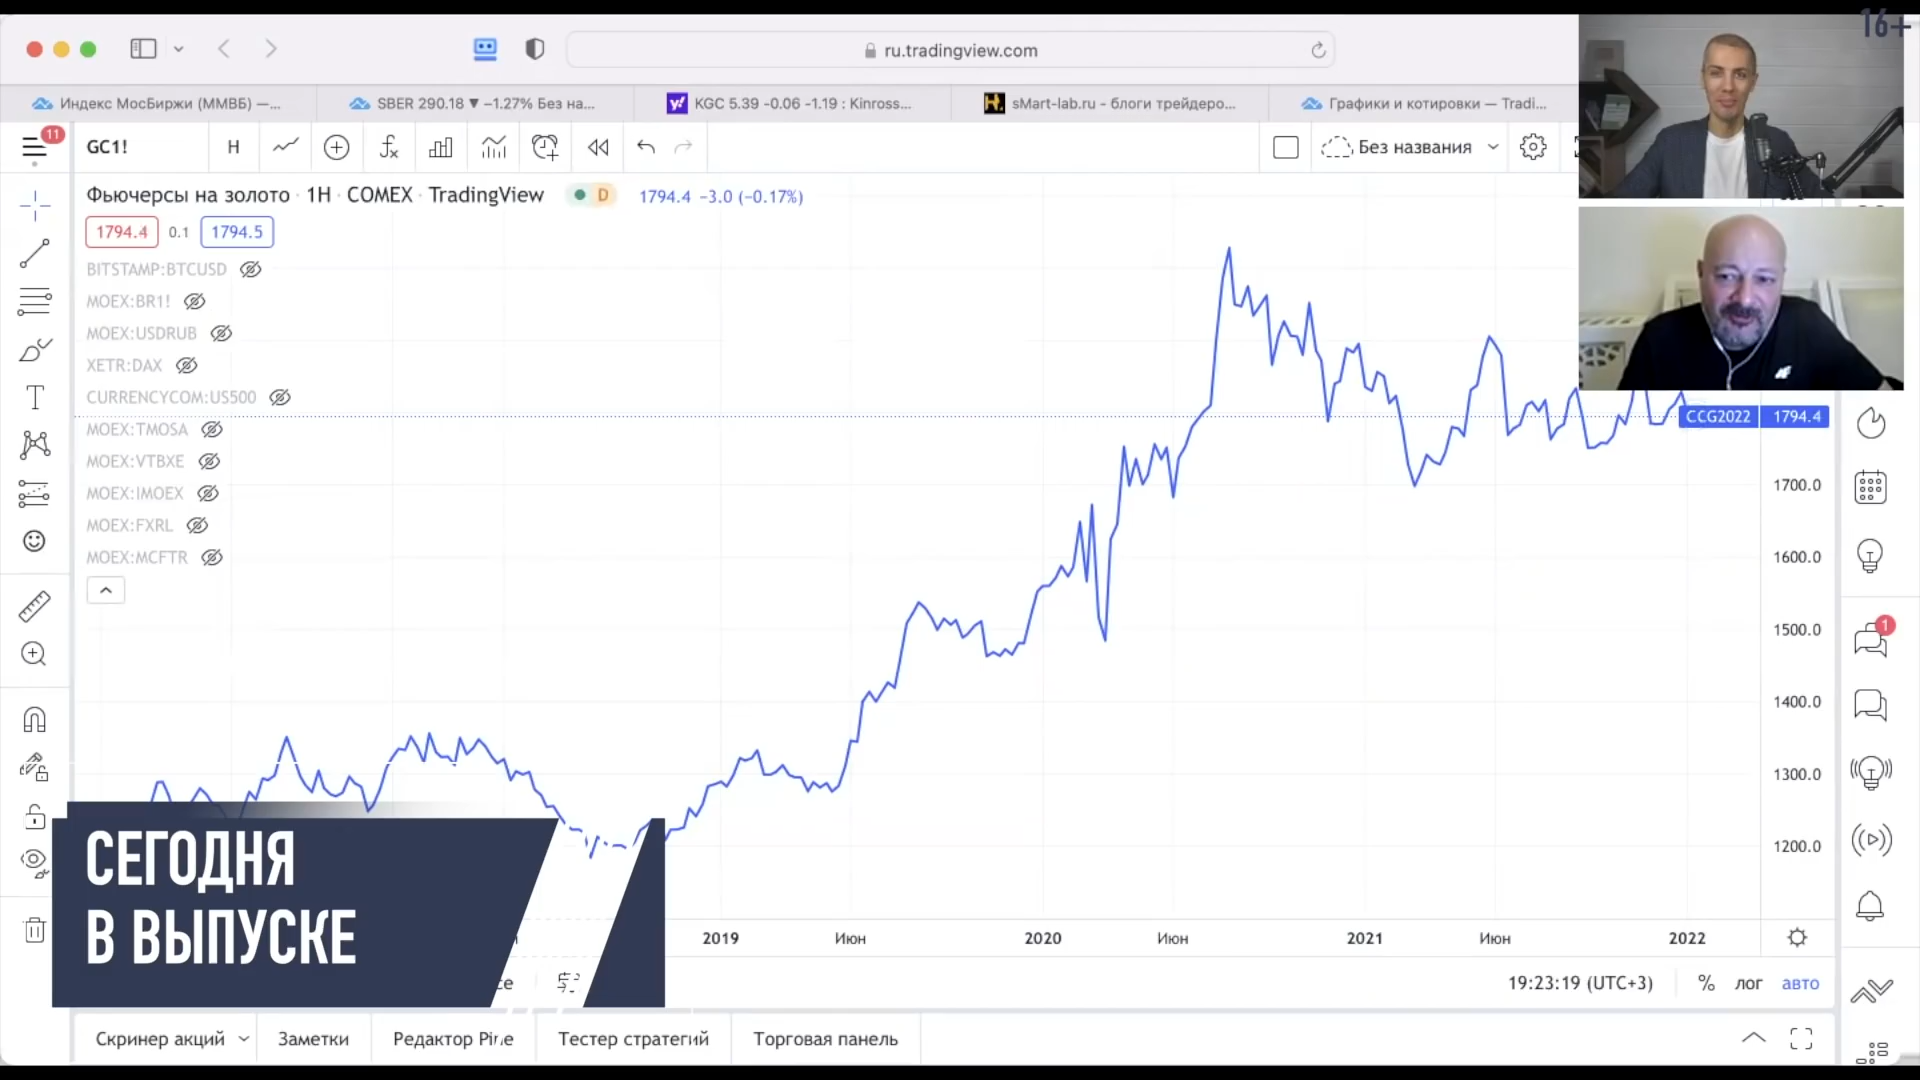 16+
ru.tradingview.com
Индекс МосБиржи (ММВБ) —...
SBER 290.18 ▼ −1.27% Без на...
KGC 5.39 -0.06 -1.19 : Kinross...
sMart-lab.ru - блоги трейдеро...
Графики и котировки — Tradi...
11
GC1!
Н
Без названия
Фьючерсы на золото · 1Н · COMEX · TradingView
D
1794.4 −3.0 (−0.17%)
1794.4
0.1
1794.5
BITSTAMP:BTCUSD
MOEX:BR1!
MOEX:USDRUB
XETR:DAX
CURRENCYCOM:US500
MOEX:TMOSA
MOEX:VTBXE
MOEX:IMOEX
MOEX:FXRL
MOEX:MCFTR
CCG2022 1794.4
1700.0
1600.0
1500.0
1400.0
1300.0
1200.0
1
СЕГОДНЯ
В ВЫПУСКЕ
2019
Июн
2020
Июн
2021
Июн
2022
19:23:19 (UTC+3)
%
лог
авто
Скринер акций
Заметки
Редактор Pine
Тестер стратегий
Торговая панель